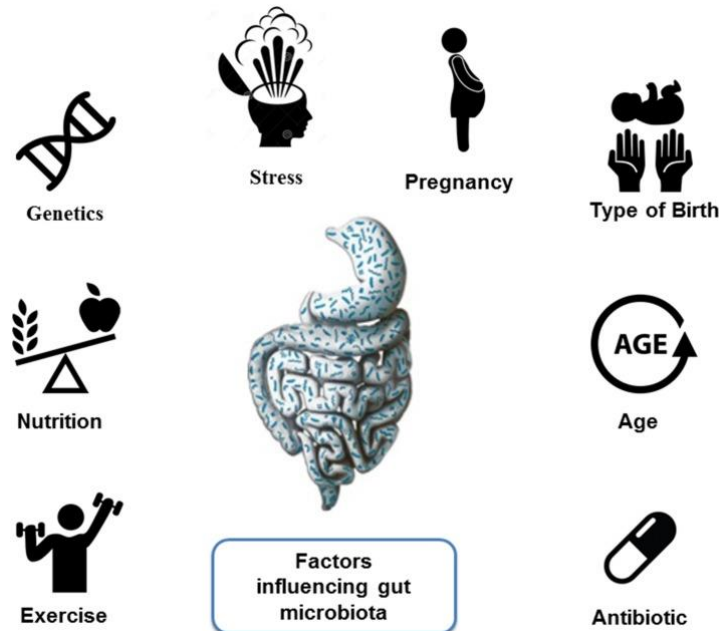 Stress
Pregnancy
Genetics
Type of Birth
AGE
Nutrition
Age
Factors
influencing gut
microbiota
Exercise
Antibiotic